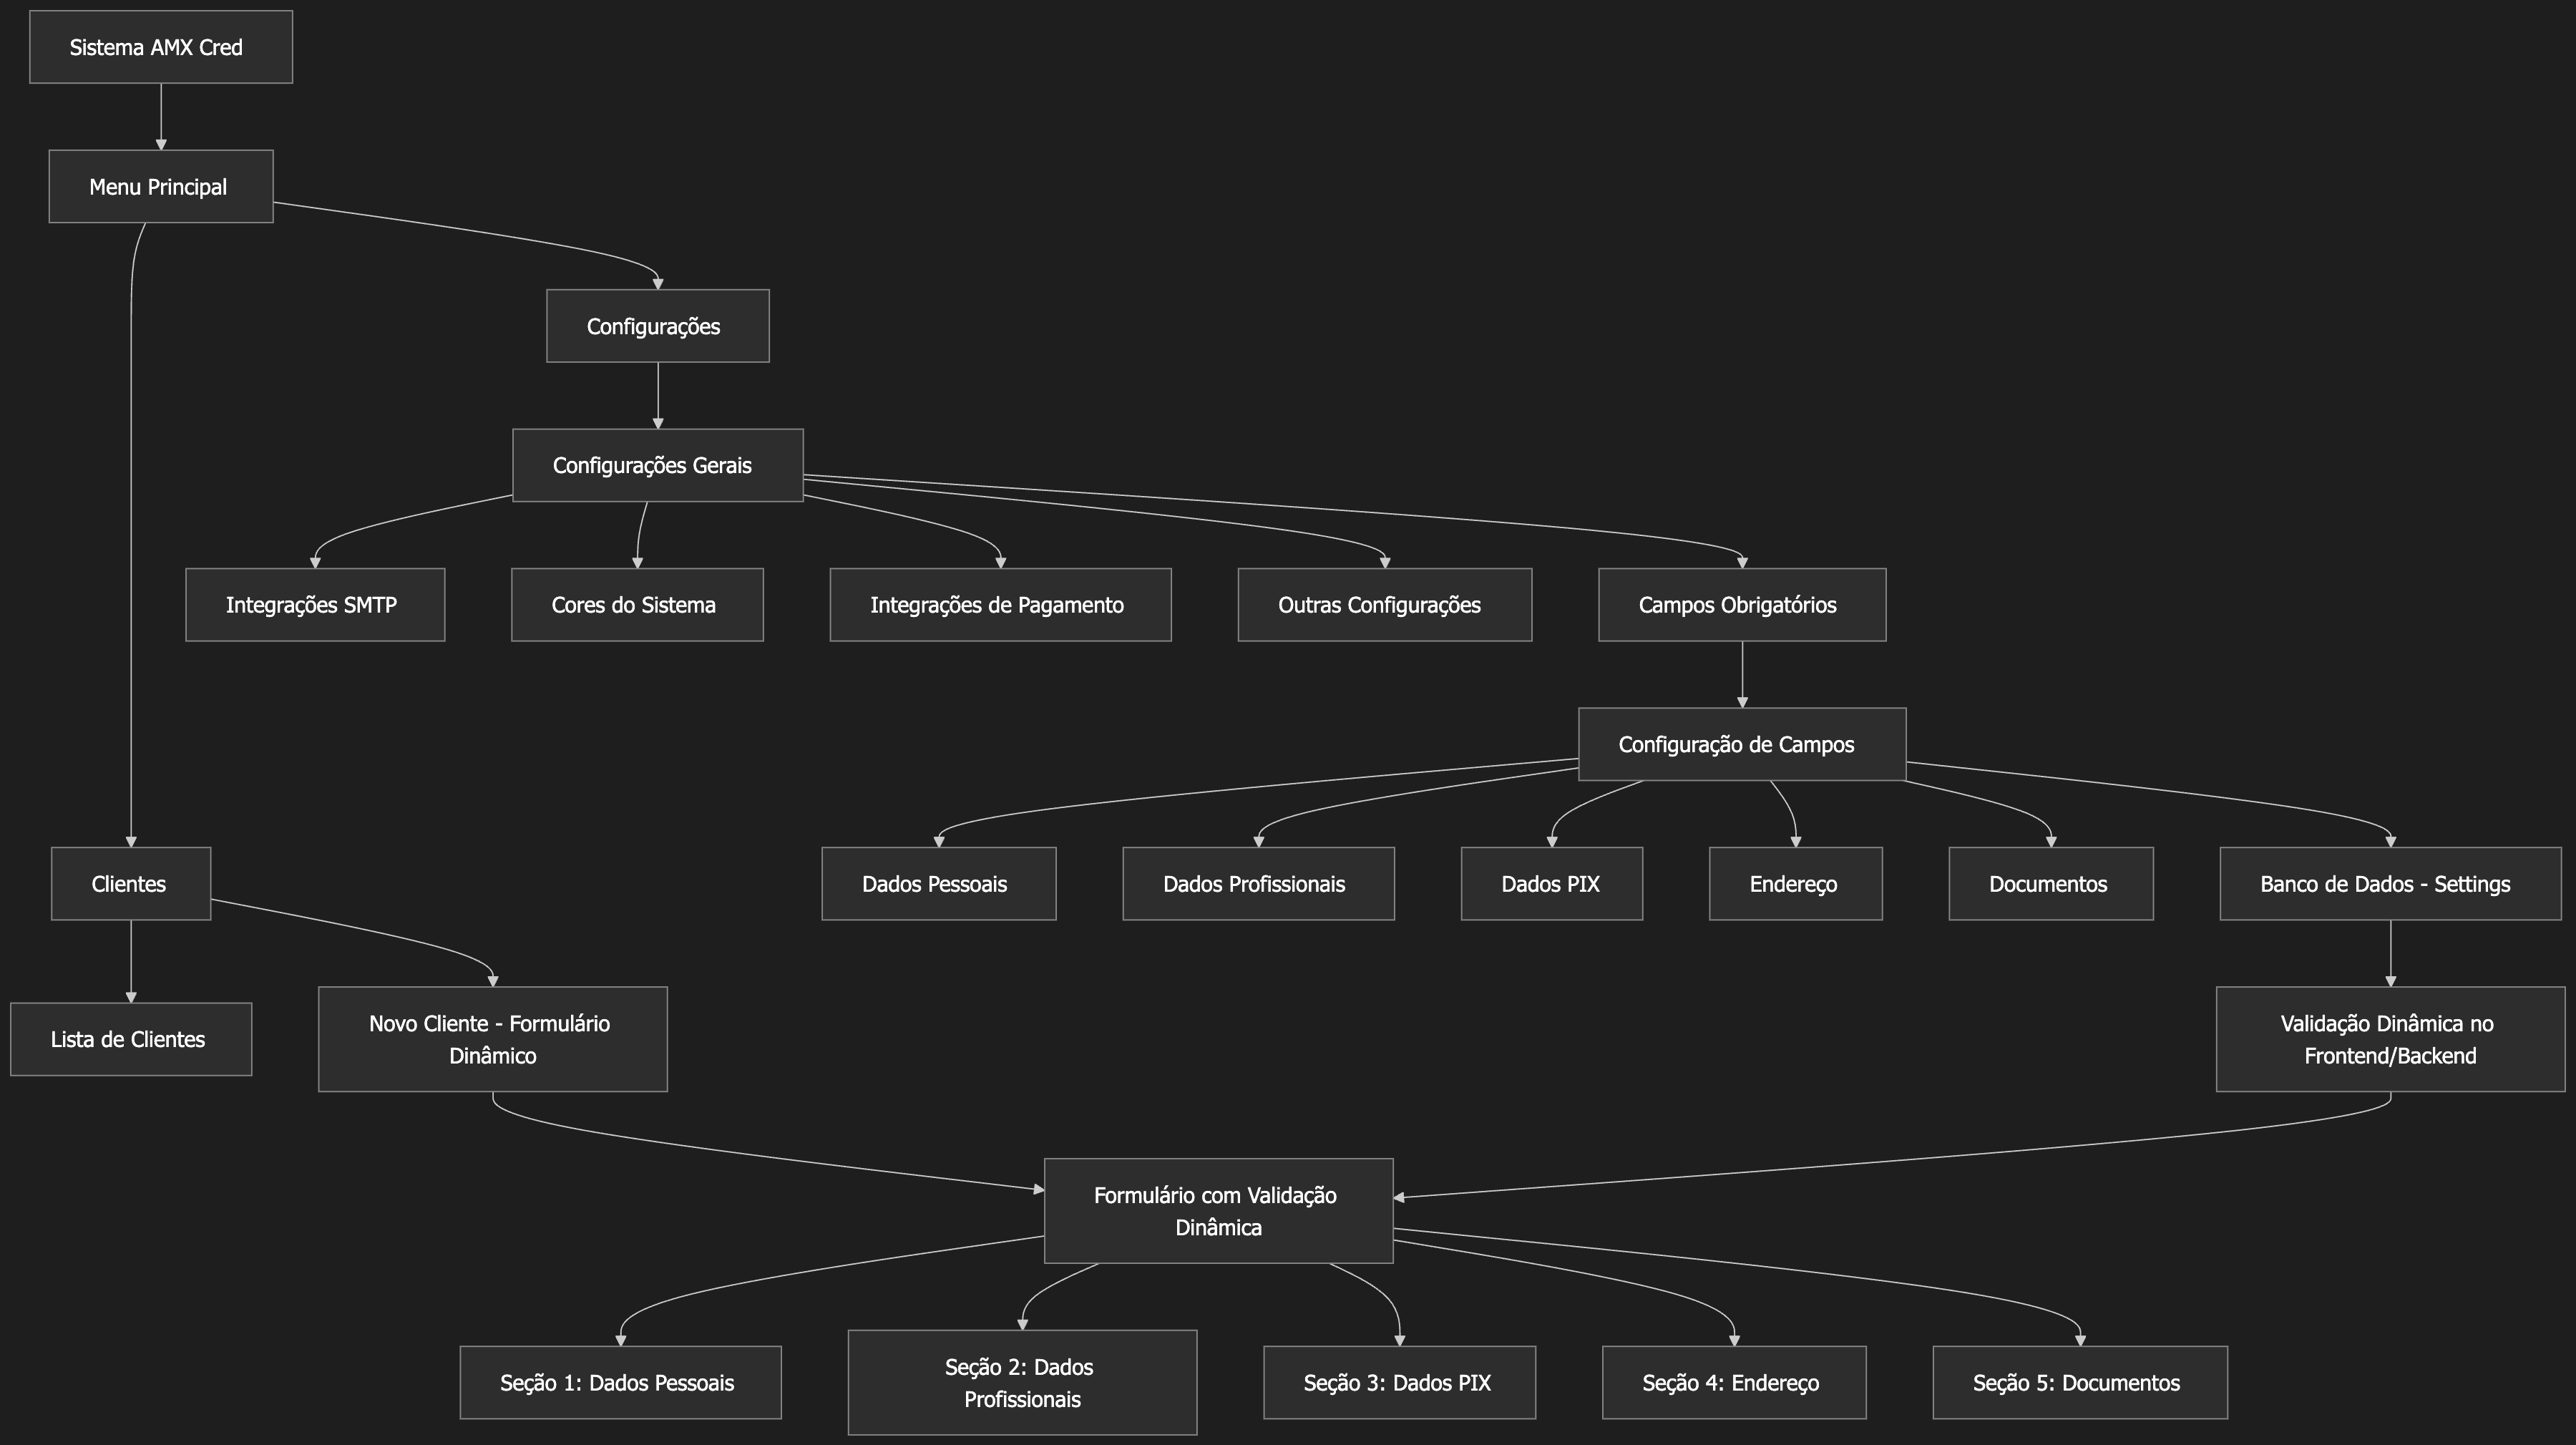 Sistema AMX Cred
Menu Principal
Configurações
Configurações Gerais
Integrações SMTP
Cores do Sistema
Integrações de Pagamento
Outras Configurações
Campos Obrigatórios
Configuração de Campos
Clientes
Dados Pessoais
Dados Profissionais
Dados PIX
Endereço
Documentos
Banco de Dados - Settings
Lista de Clientes
Novo Cliente - Formulário
Dinâmico
Validação Dinâmica no
Frontend/Backend
Formulário com Validação
Dinâmica
Seção 1: Dados Pessoais
Seção 2: Dados
Profissionais
Seção 3: Dados PIX
Seção 4: Endereço
Seção 5: Documentos